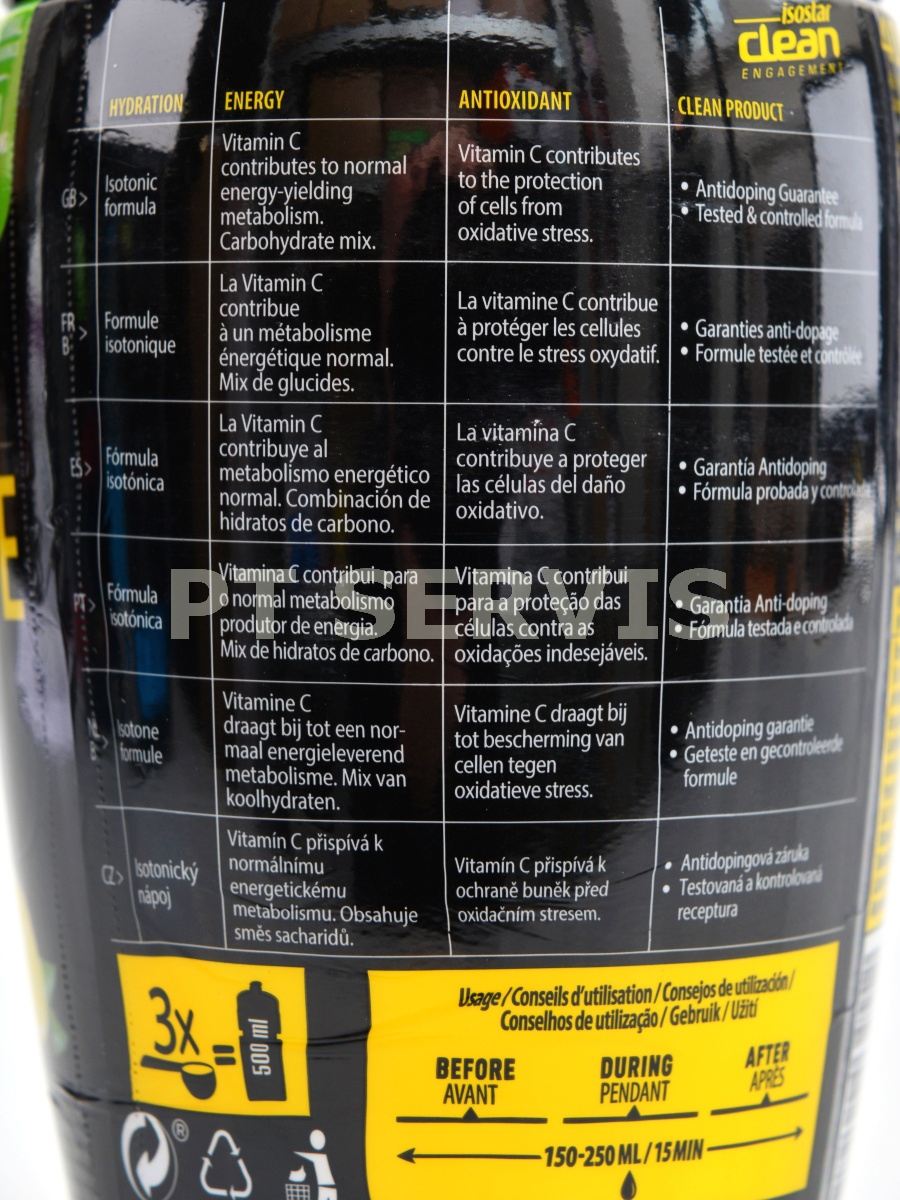 isostar
clean
ENGAGEMENT
HYDRATION
ENERGY
ANTIOXIDANT
CLEAN PRODUCT
GB>
Isotonic
formula
Vitamin C
contributes to normal
energy-yielding
metabolism.
Carbohydrate mix.
Vitamin C contributes
to the protection
of cells from
oxidative stress.
• Antidoping Guarantee
• Tested & controlled formula
FR
B >
Formule
isotonique
La Vitamin C
contribue
à un métabolisme
énergétique normal.
Mix de glucides.
La vitamine C contribue
à protéger les cellules
contre le stress oxydatif.
• Garanties anti-dopage
• Formule testée et contrôlée
ES>
Fórmula
isotónica
La Vitamin C
contribuye al
metabolismo energético
normal. Combinación de
hidratos de carbono.
La vitamina C
contribuye a proteger
las células del daño
oxidativo.
• Garantía Antidoping
• Fórmula probada y controlada
Fórmula
isotónica
Vitamina C contribui para
o normal metabolismo
produtor de energia.
Mix de hidratos de carbono.
Vitamina C contribui
para a proteção das
células contra as
oxidações indesejáveis.
• Garantia Anti-doping
• Fórmula testada e controlada
PT SERVIS
Isotone
formule
Vitamine C
draagt bij tot een nor-
maal energieleverend
metabolisme. Mix van
koolhydraten.
Vitamine C draagt bij
tot bescherming van
cellen tegen
oxidatieve stress.
• Antidoping garantie
• Geteste en gecontroleerde
formule
CZ>
Isotonický
nápoj
Vitamín C přispívá k
normálnímu
energetickému
metabolismu. Obsahuje
směs sacharidů.
Vitamín C přispívá k
ochraně buněk před
oxidačním stresem.
• Antidopingová záruka
• Testovaná a kontrolovaná
receptura
3x
=
500 ml
Usage / Conseils d'utilisation / Consejos de utilización /
Conselhos de utilização / Gebruik / Užití
BEFORE
AVANT
DURING
PENDANT
AFTER
APRÈS
150-250 ML / 15 MIN
®